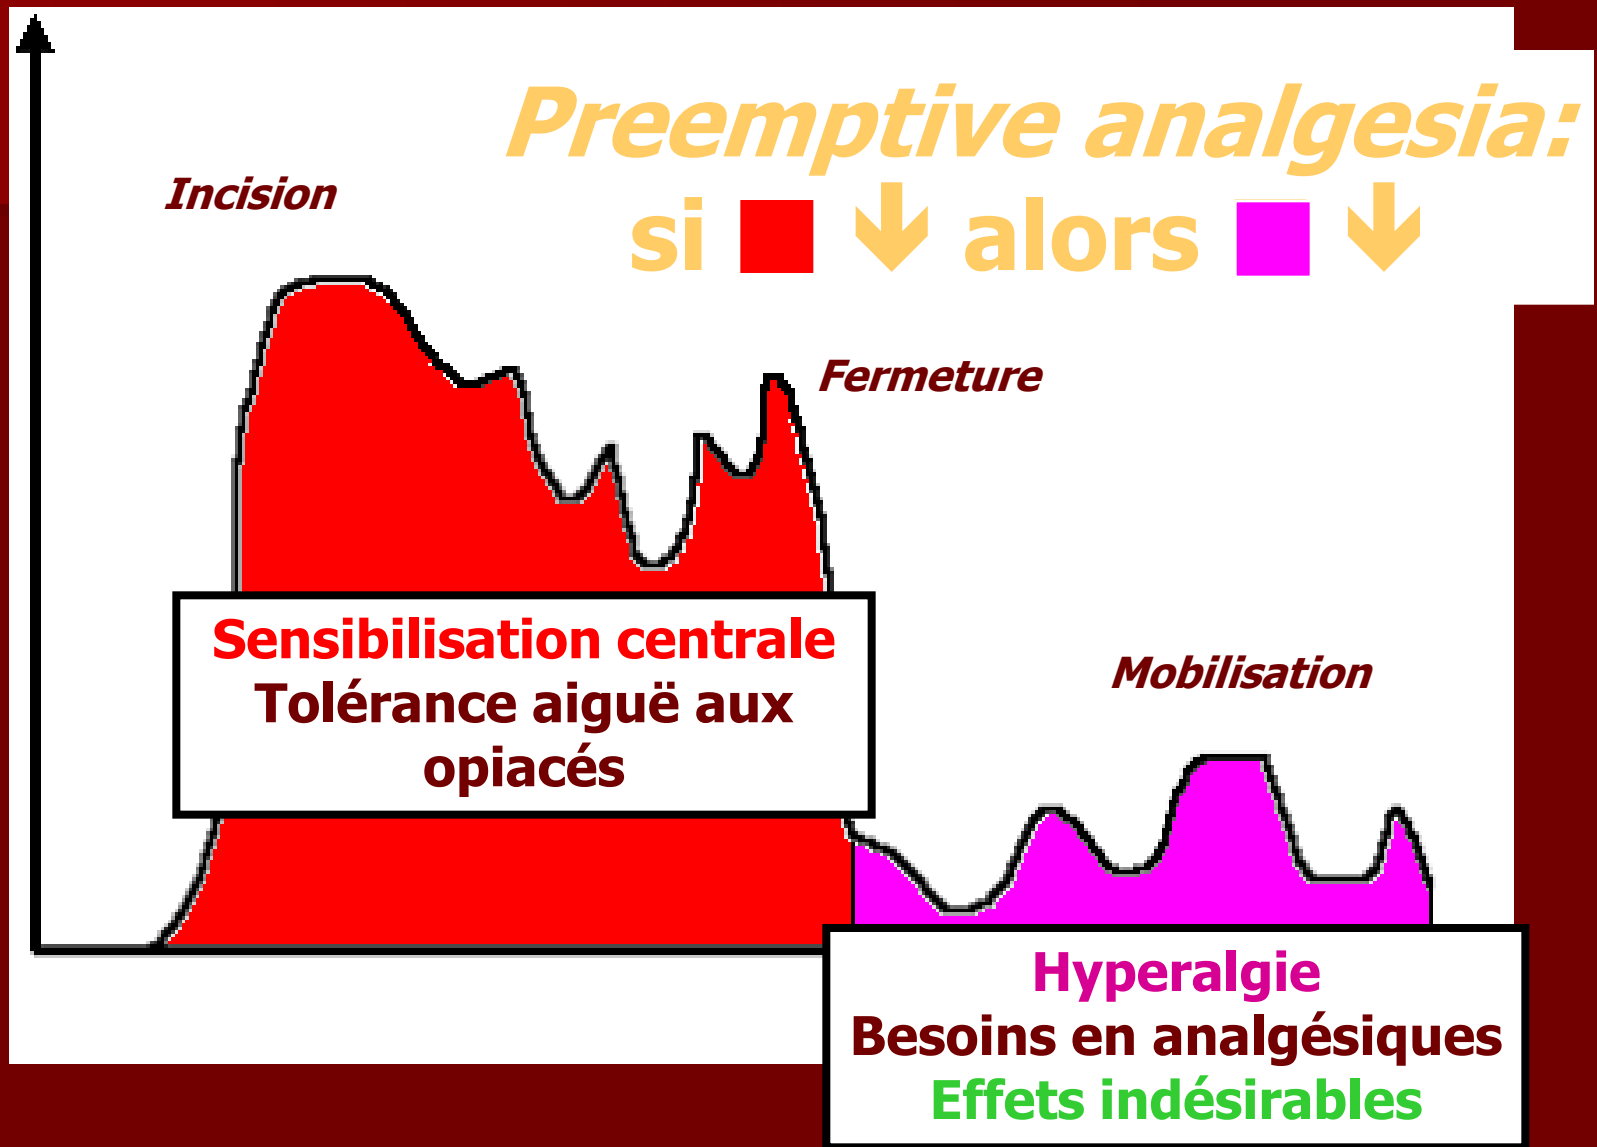 Preemptive analgesia:
si ↓ alors ↓
Incision
Fermeture
Sensibilisation centrale
Tolérance aiguë aux
opiacés
Mobilisation
Hyperalgie
Besoins en analgésiques
Effets indésirables